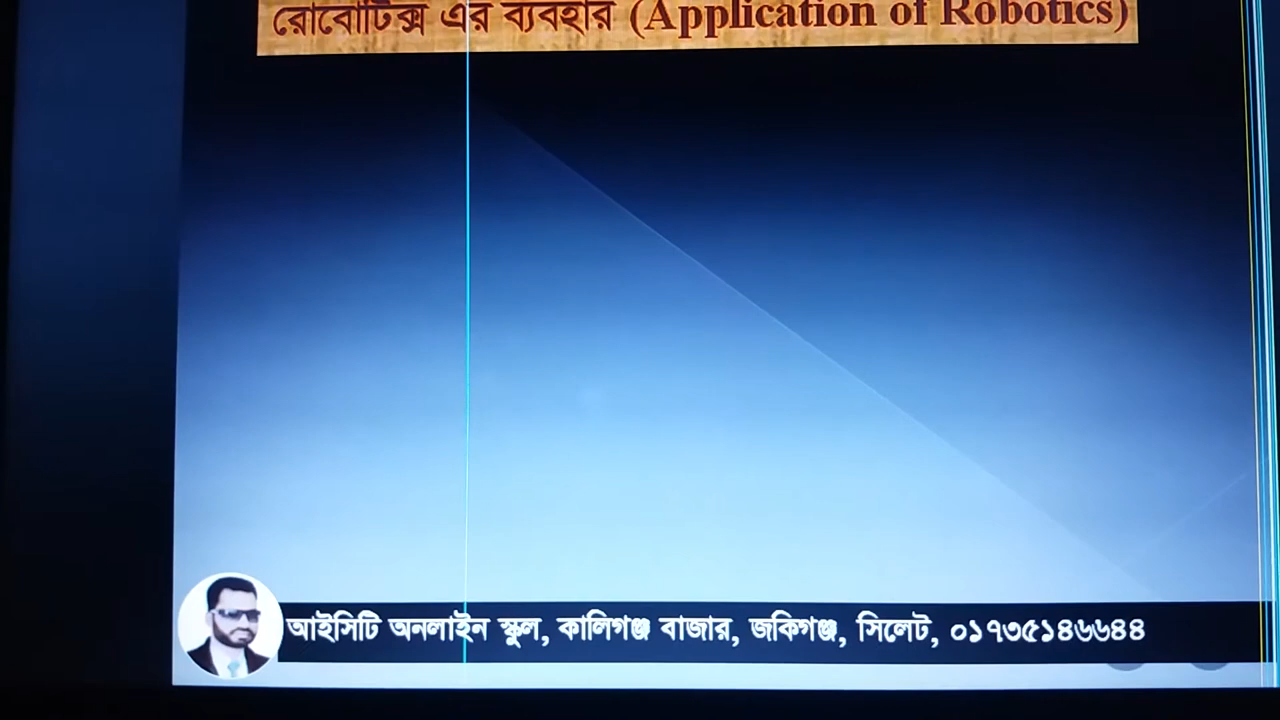 রোবোটিক্স এর ব্যবহার (Application of Robotics)
আইসিটি অনলাইন স্কুল, কালিগঞ্জ বাজার, জকিগঞ্জ, সিলেট, ০১৭৩৫১৪৬৬৪৪